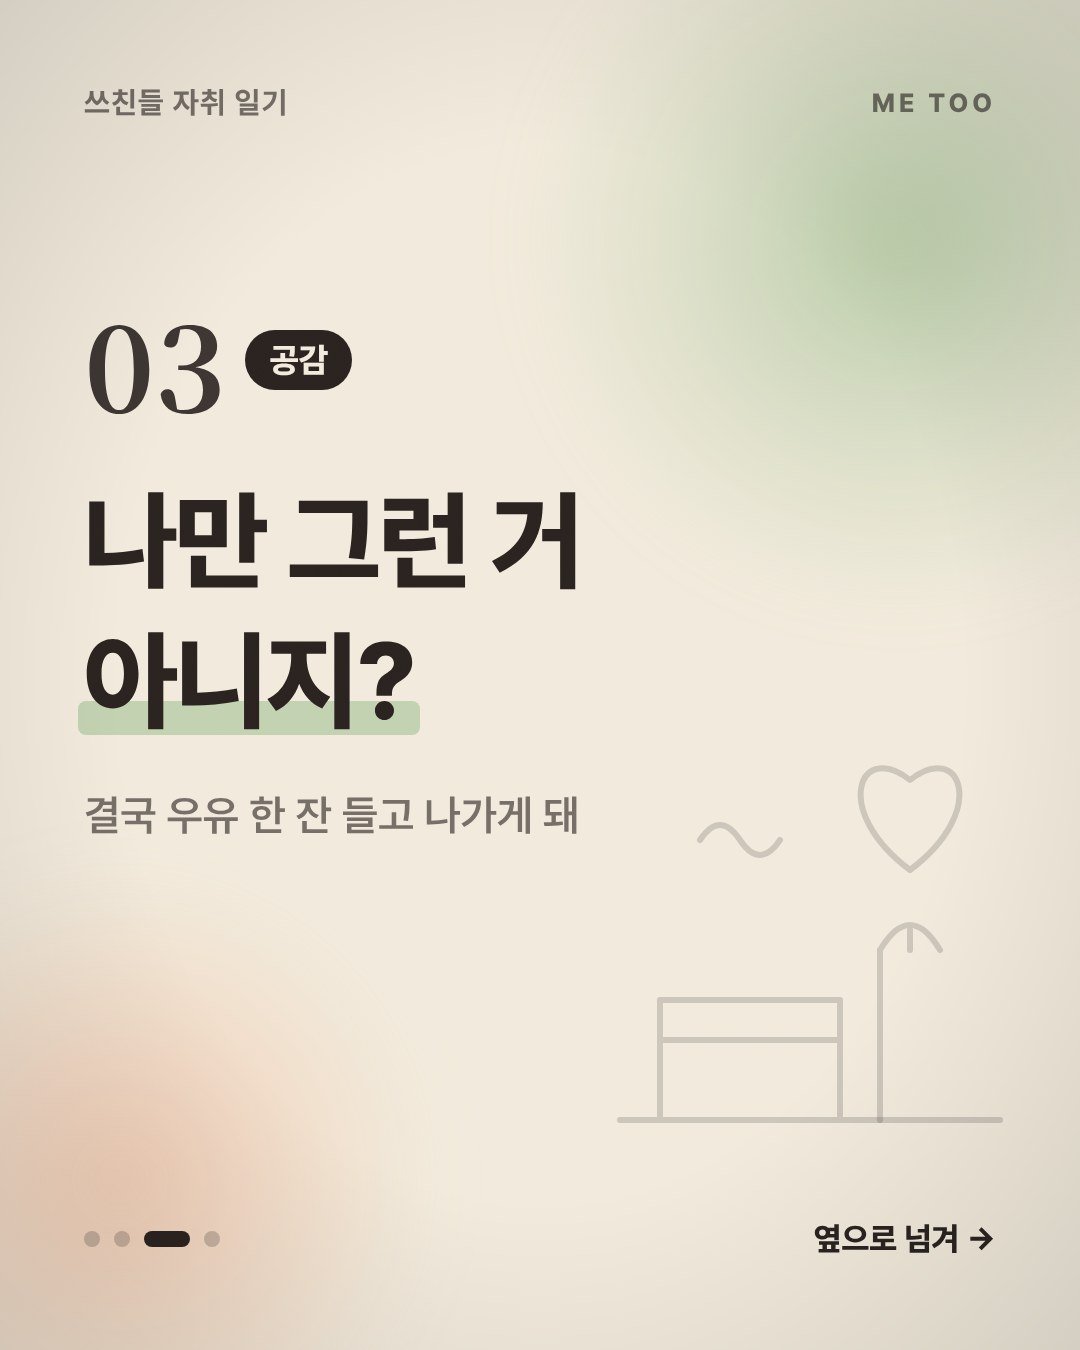 쓰친들 자취 일기
ME TOO
03 공감
나만 그런 거
아니지?
결국 우유 한 잔 들고 나가게 돼
옆으로 넘겨 →